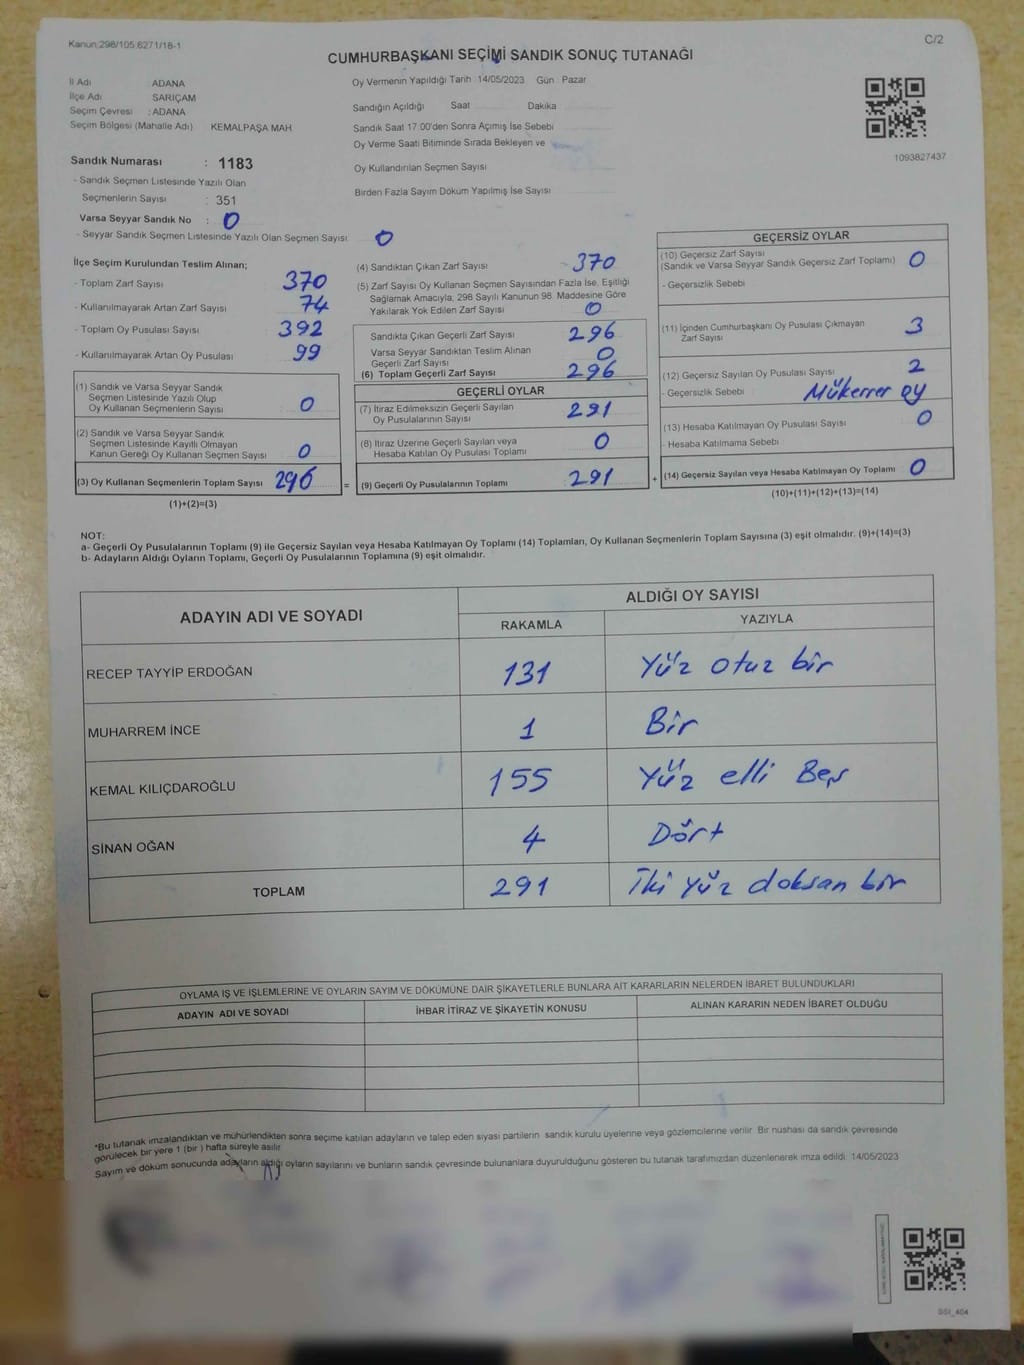 Kanun:298/105.6271/18-1
C/2
CUMHURBAŞKANI SEÇİMİ SANDIK SONUÇ TUTANAĞI
İl Adı ADANA
İlçe Adı SARIÇAM
Seçim Çevresi : ADANA
Seçim Bölgesi (Mahalle Adı) KEMALPAŞA MAH
Oy Vermenin Yapıldığı Tarih 14/05/2023 Gün Pazar
Sandığın Açıldığı Saat Dakika
Sandık Saat 17:00'den Sonra Açımış İse Sebebi
Oy Verme Saati Bitiminde Sırada Bekleyen ve
Oy Kullandırılan Seçmen Sayısı
Birden Fazla Sayım Döküm Yapılmış İse Sayısı
1093827437
Sandık Numarası : 1183
- Sandık Seçmen Listesinde Yazılı Olan
Seçmenlerin Sayısı : 351
Varsa Seyyar Sandık No : 0
- Seyyar Sandık Seçmen Listesinde Yazılı Olan Seçmen Sayısı: 0
İlçe Seçim Kurulundan Teslim Alınan;
- Toplam Zarf Sayısı 370
- Kullanılmayarak Artan Zarf Sayısı 74
- Toplam Oy Pusulası Sayısı 392
- Kullanılmayarak Artan Oy Pusulası 99
(1) Sandık ve Varsa Seyyar Sandık
Seçmen Listesinde Yazılı Olup
Oy Kullanan Seçmenlerin Sayısı 0
(2) Sandık ve Varsa Seyyar Sandık
Seçmen Listesinde Kayıtlı Olmayan
Kanun Gereği Oy Kullanan Seçmen Sayısı 0
(3) Oy Kullanan Seçmenlerin Toplam Sayısı 296 =
(1)+(2)=(3)
(4) Sandıktan Çıkan Zarf Sayısı 370
(5) Zarf Sayısı Oy Kullanan Seçmen Sayısından Fazla İse, Eşitliği
Sağlamak Amacıyla; 298 Sayılı Kanunun 98. Maddesine Göre
Yakılarak Yok Edilen Zarf Sayısı 0
Sandıkta Çıkan Geçerli Zarf Sayısı 296
Varsa Seyyar Sandıktan Teslim Alınan
Geçerli Zarf Sayısı 0
(6) Toplam Geçerli Zarf Sayısı 296
GEÇERLİ OYLAR
(7) İtiraz Edilmeksizin Geçerli Sayılan
Oy Pusulalarının Sayısı 291
(8) İtiraz Üzerine Geçerli Sayılan veya
Hesaba Katılan Oy Pusulası Toplamı 0
(9) Geçerli Oy Pusulalarının Toplamı 291 +
GEÇERSİZ OYLAR
(10) Geçersiz Zarf Sayısı
(Sandık ve Varsa Seyyar Sandık Geçersiz Zarf Toplamı) 0
- Geçersizlik Sebebi
(11) İçinden Cumhurbaşkanı Oy Pusulası Çıkmayan
Zarf Sayısı 3
(12) Geçersiz Sayılan Oy Pusulası Sayısı 2
- Geçersizlik Sebebi Mükerrer oy
(13) Hesaba Katılmayan Oy Pusulası Sayısı 0
- Hesaba Katılmama Sebebi
(14) Geçersiz Sayılan veya Hesaba Katılmayan Oy Toplamı 0
(10)+(11)+(12)+(13)=(14)
NOT:
a- Geçerli Oy Pusulalarının Toplamı (9) ile Geçersiz Sayılan veya Hesaba Katılmayan Oy Toplamı (14) Toplamları, Oy Kullanan Seçmenlerin Toplam Sayısına (3) eşit olmalıdır. (9)+(14)=(3)
b- Adayların Aldığı Oyların Toplamı, Geçerli Oy Pusulalarının Toplamına (9) eşit olmalıdır.
ADAYIN ADI VE SOYADI ALDIĞI OY SAYISI
RAKAMLA YAZIYLA
RECEP TAYYİP ERDOĞAN 131 Yüz otuz bir
MUHARREM İNCE 1 Bir
KEMAL KILIÇDAROĞLU 155 Yüz elli Beş
SİNAN OĞAN 4 Dört
TOPLAM 291 İki yüz doksan bir
OYLAMA İŞ VE İŞLEMLERİNE VE OYLARIN SAYIM VE DÖKÜMÜNE DAİR ŞİKAYETLERLE BUNLARA AİT KARARLARIN NELERDEN İBARET BULUNDUKLARI
ADAYIN ADI VE SOYADI İHBAR İTİRAZ VE ŞİKAYETİN KONUSU ALINAN KARARIN NEDEN İBARET OLDUĞU
*Bu tutanak imzalandıktan ve mühürlendikten sonra seçime katılan adayların ve talep eden siyasi partilerin sandık kurulu üyelerine veya gözlemcilerine verilir. Bir nüshası da sandık çevresinde
görülecek bir yere 1 (bir ) hafta süreyle asılır
Sayım ve döküm sonucunda adayların aldığı oyların sayılarını ve bunların sandık çevresinde bulunanlara duyurulduğunu gösteren bu tutanak tarafımızdan düzenlenerek imza edildi. 14/05/2023
SSI_404